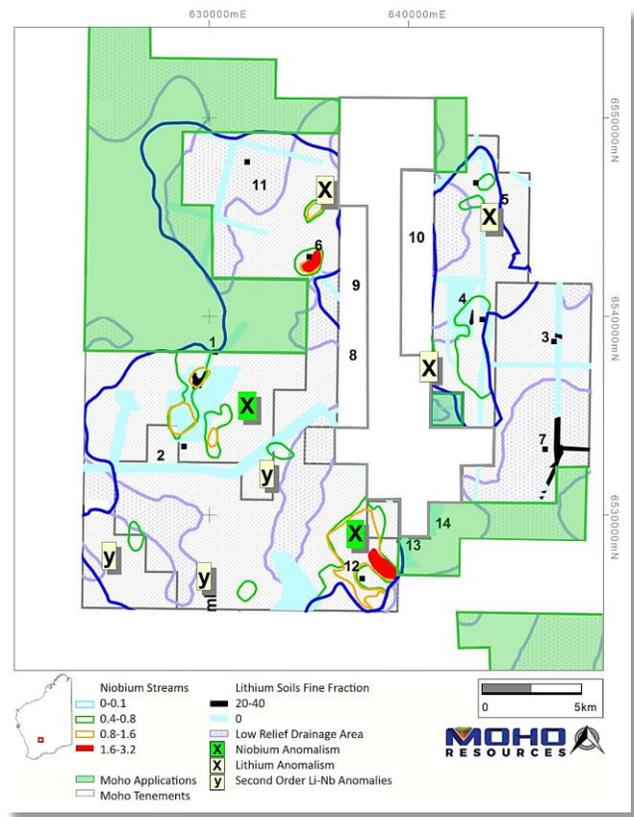 630000mE 640000mE
6550000mN
6540000mN
6530000mN
11
X
5
X
10
6
9
4
3
1
8
X
X
7
2
y
14
X
13
y
12
y
Niobium Streams
0-0.1
0.4-0.8
0.8-1.6
1.6-3.2
Moho Applications
Moho Tenements
Lithium Soils Fine Fraction
20-40
0
Low Relief Drainage Area
X Niobium Anomalism
X Lithium Anomalism
y Second Order Li-Nb Anomalies
0 5km
MOHO
RESOURCES